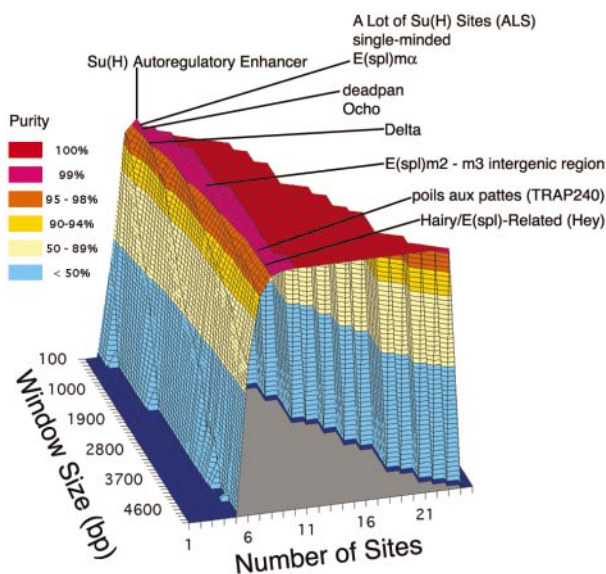 A Lot of Su(H) Sites (ALS)
single-minded
E(spl)mα
Su(H) Autoregulatory Enhancer
deadpan
Ocho
Delta
E(spl)m2 - m3 intergenic region
poils aux pattes (TRAP240)
Hairy/E(spl)-Related (Hey)
Purity
100%
99%
95 - 98%
90-94%
50 - 89%
< 50%
100
1000
1900
2800
3700
4600
Window Size (bp)
1
6
11
16
21
Number of Sites